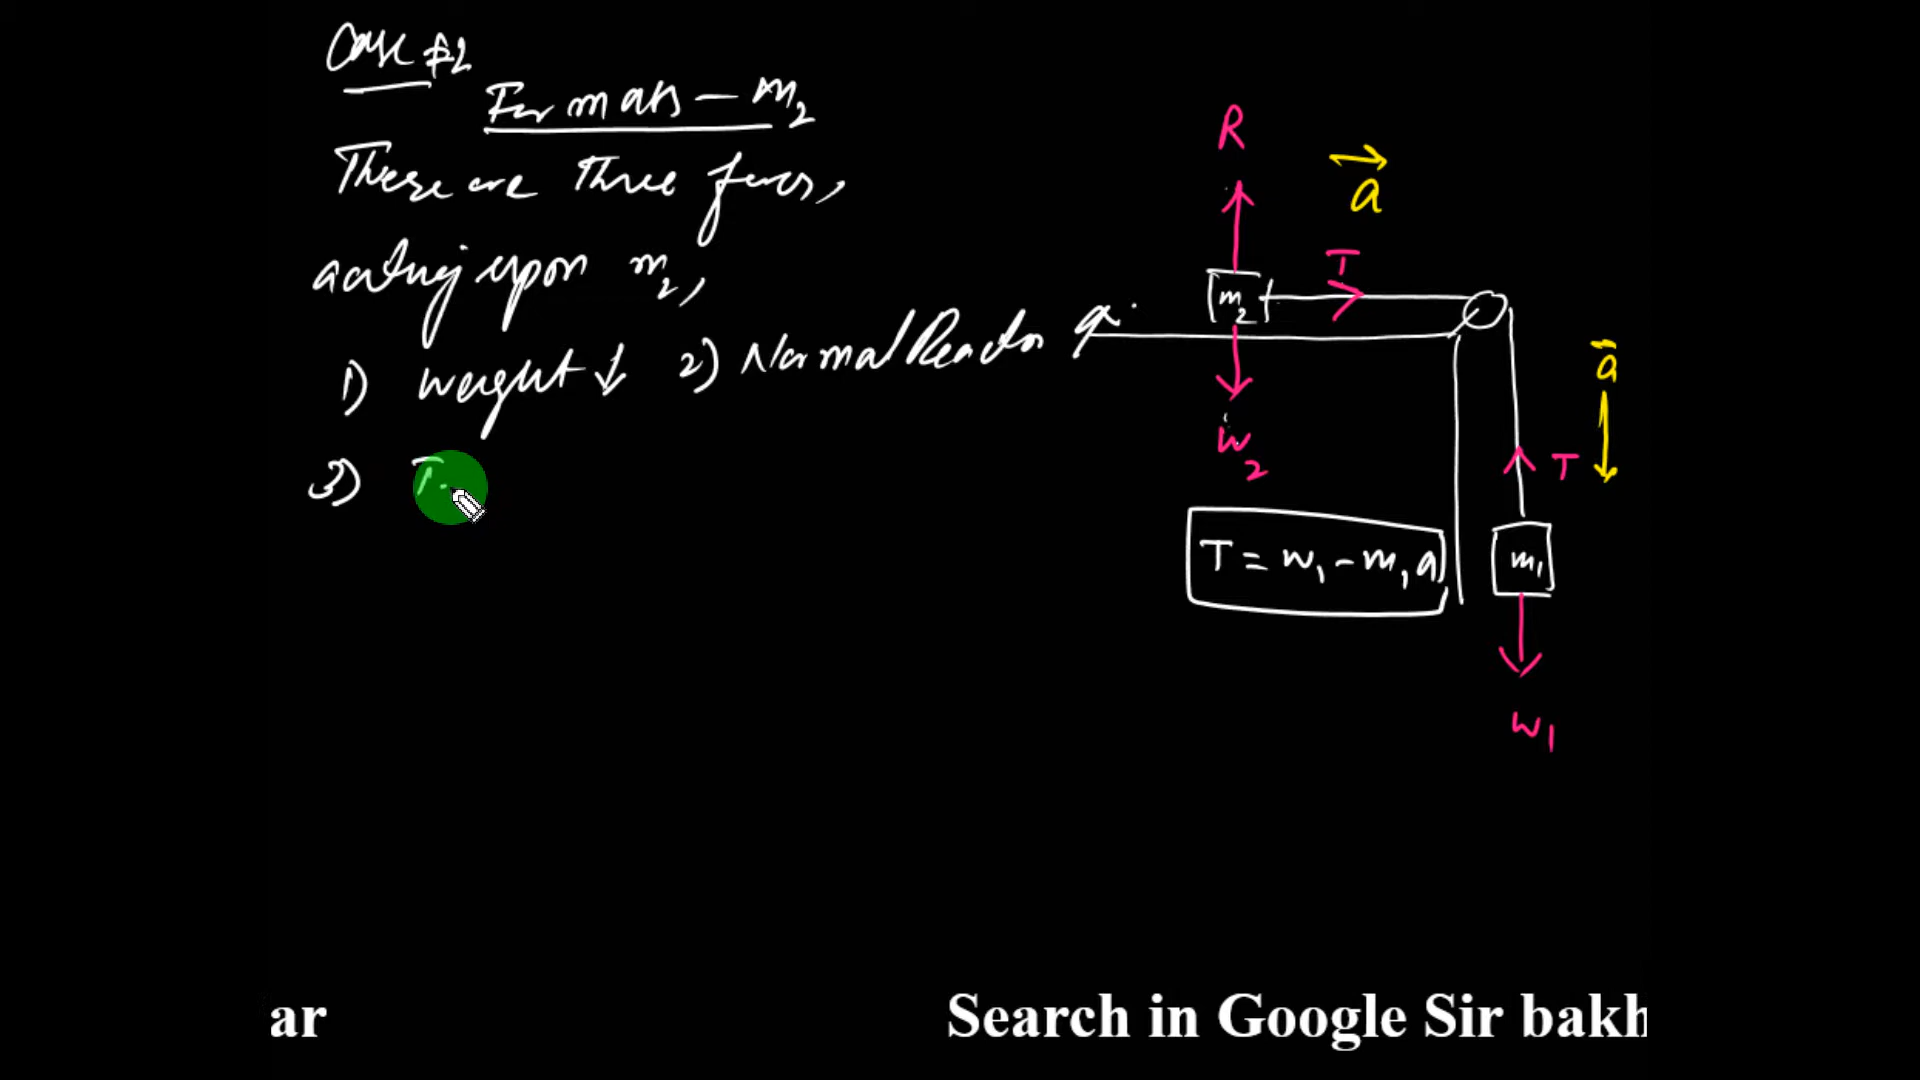 Case #2
For mass - m2
These are three forces,
acting upon m2,
1) weight ↓ 2) Normal Reaction
3) T
R
a
T
m2
w2
a
T
T = w1 - m1a
m1
w1
ar
Search in Google Sir bakh